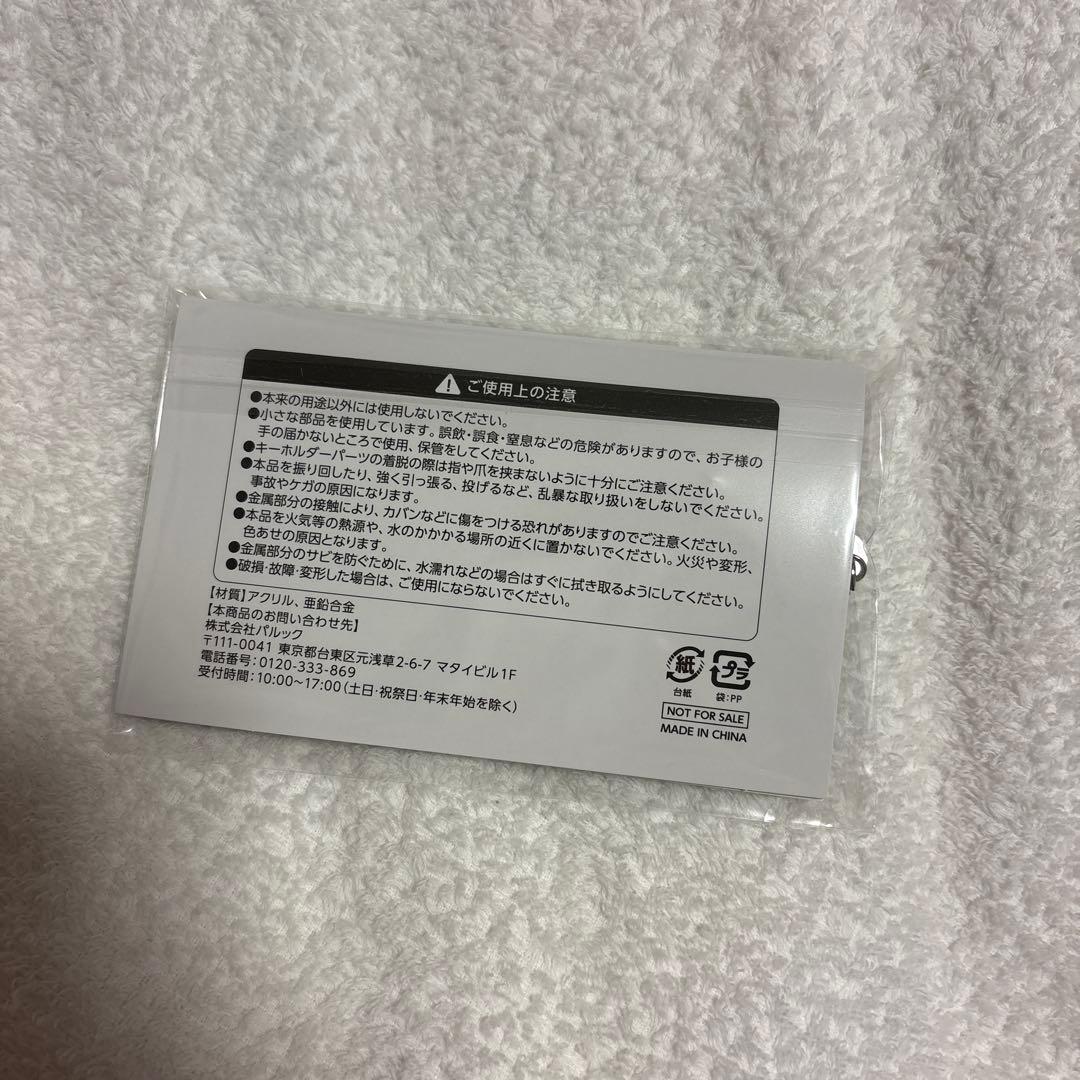 ご使用上の注意
●本来の用途以外には使用しないでください。
●小さな部品を使用しています。誤飲・誤食・窒息などの危険がありますので、お子様の
手の届かないところで使用、保管をしてください。
●キーホルダーパーツの着脱の際は指や爪を挟まないように十分にご注意ください。
●本品を振り回したり、強く引っ張る、投げるなど、乱暴な取り扱いをしないでください。
事故やケガの原因になります。
●金属部分の接触により、カバンなどに傷をつける恐れがありますのでご注意ください。
●本品を火気等の熱源や、水のかかる場所の近くに置かないでください。火災や変形、
色あせの原因となります。
●金属部分のサビを防ぐために、水濡れなどの場合はすぐに拭き取るようにしてください。
●破損・故障・変形した場合は、ご使用にならないでください。
【材質】アクリル、亜鉛合金
【本商品のお問い合わせ先】
株式会社パルック
〒111-0041 東京都台東区元浅草2-6-7 マタイビル1F
電話番号:0120-333-869
受付時間:10:00〜17:00(土日・祝祭日・年末年始を除く)
紙 プラ
台紙 袋:PP
NOT FOR SALE
MADE IN CHINA